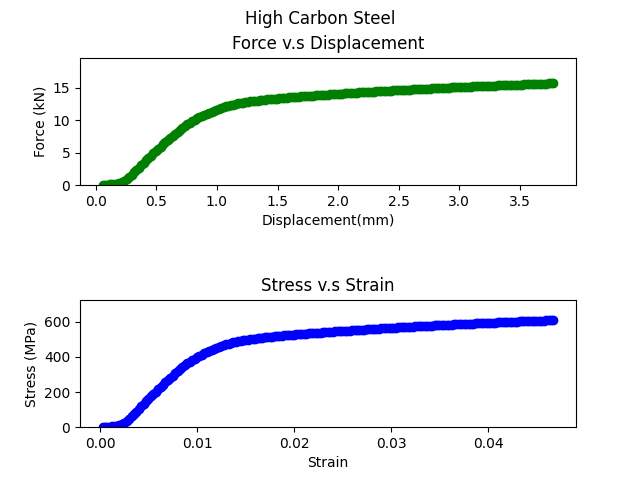 High Carbon Steel
Force v.s Displacement
15
10
5
0
Force (kN)
0.0 0.5 1.0 1.5 2.0 2.5 3.0 3.5
Displacement(mm)
Stress v.s Strain
600
400
200
0
Stress (MPa)
0.00 0.01 0.02 0.03 0.04
Strain